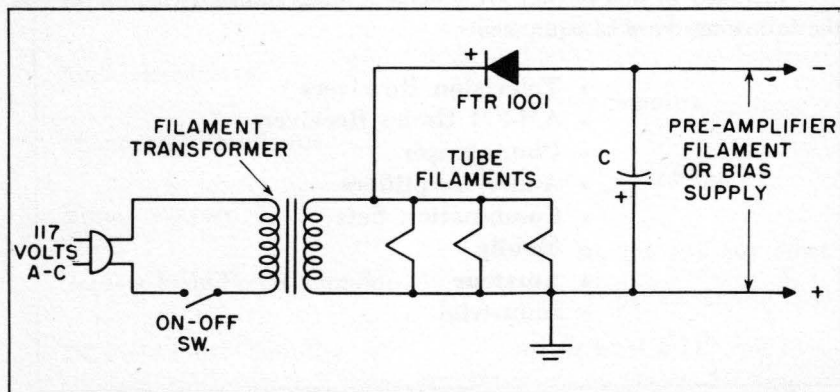 +
−
FTR 1001
FILAMENT
TRANSFORMER
TUBE
FILAMENTS
C
+
PRE-AMPLIFIER
FILAMENT
OR BIAS
SUPPLY
117
VOLTS
A-C
ON-OFF
SW.
+